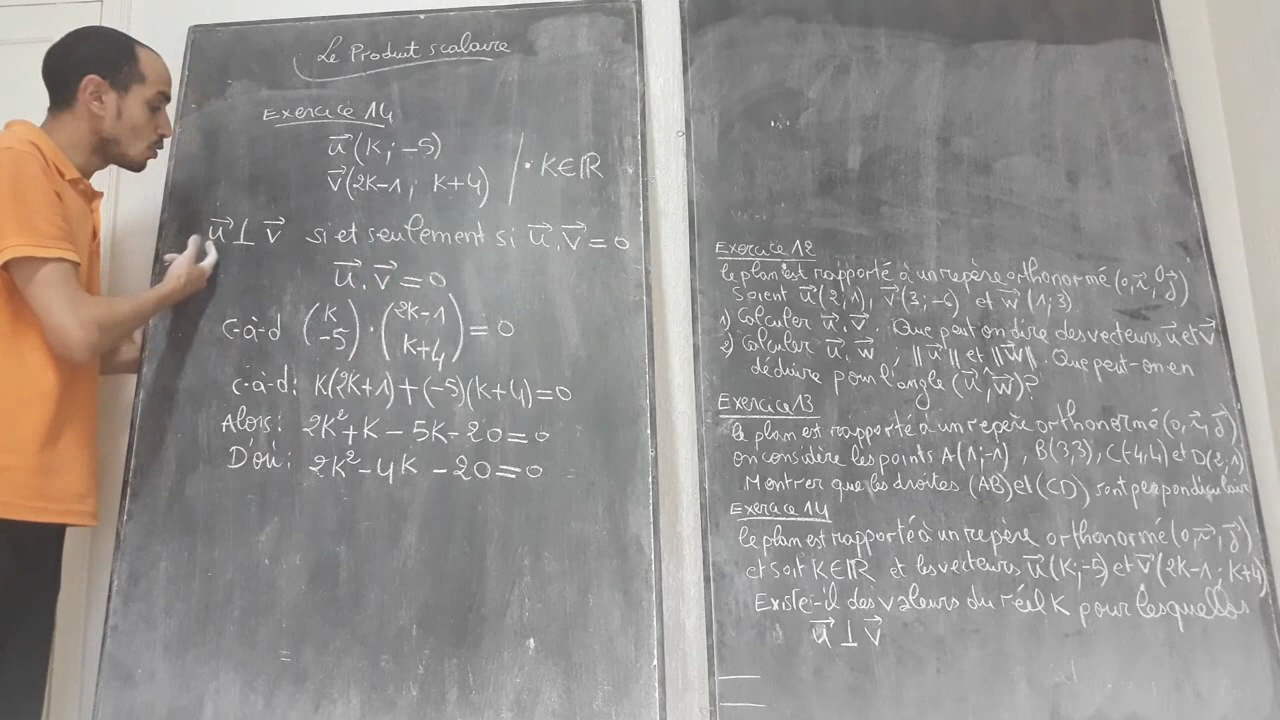 Le Produit scalaire
Exercice 14
u⃗(K; -5)
v⃗(2K-1; K+4)
• K∈ℝ
u⃗ ⊥ v⃗ si et seulement si u⃗.v⃗ = 0
u⃗.v⃗ = 0
c-à-d (K -5) . (2K-1 K+4) = 0
c-à-d: K(2K+1)+(-5)(K+4)=0
Alors: 2K²+K-5K-20=0
D'où: 2K²-4K-20=0
=
Exercice 12
le plan est rapporté à un repère orthonormé (0, i⃗, j⃗)
Soient u⃗(2;1), v⃗(3;-6) et w⃗(1;3)
1) Calculer u⃗.v⃗. Que peut on dire des vecteurs u⃗ et v⃗
2) Calculer u⃗.w⃗, ||u⃗|| et ||w⃗||. Que peut-on en
déduire pour l'angle (u⃗,^w⃗)?
Exercice 13
le plan est rapporté à un repère orthonormé (0, i⃗, j⃗)
on considère les points A(1;-1), B(3,3), C(-4,4) et D(2;1)
Montrer que les droites (AB) et (CD) sont perpendiculaire
Exercice 14
le plan est rapporté à un repère orthonormé (0, i⃗, j⃗)
et soit K∈ℝ et les vecteurs u⃗(K;-5) et v⃗(2K-1; K+4)
Existe-il des valeurs du réel K pour lesquelles
u⃗ ⊥ v⃗